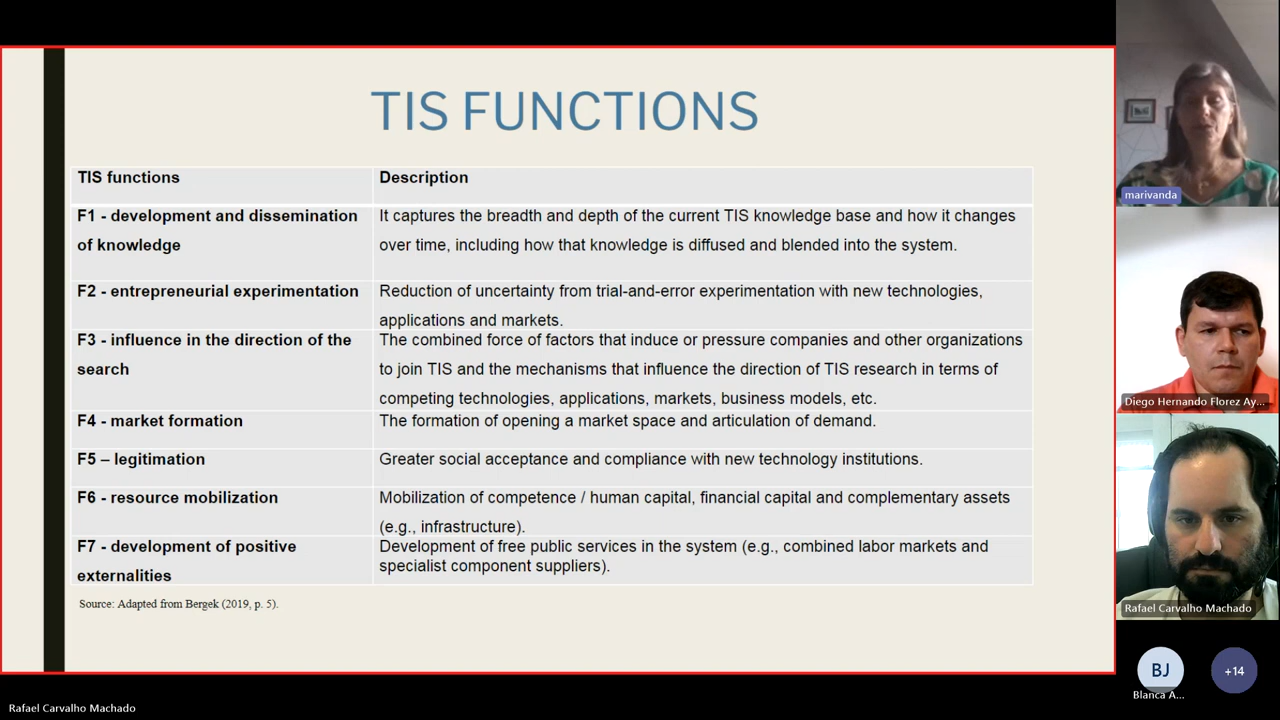 TIS FUNCTIONS
TIS functions
Description
F1 - development and dissemination
of knowledge
It captures the breadth and depth of the current TIS knowledge base and how it changes
over time, including how that knowledge is diffused and blended into the system.
F2 - entrepreneurial experimentation
Reduction of uncertainty from trial-and-error experimentation with new technologies,
applications and markets.
F3 - influence in the direction of the
search
The combined force of factors that induce or pressure companies and other organizations
to join TIS and the mechanisms that influence the direction of TIS research in terms of
competing technologies, applications, markets, business models, etc.
F4 - market formation
The formation of opening a market space and articulation of demand.
F5 – legitimation
Greater social acceptance and compliance with new technology institutions.
F6 - resource mobilization
Mobilization of competence / human capital, financial capital and complementary assets
(e.g., infrastructure).
F7 - development of positive
externalities
Development of free public services in the system (e.g., combined labor markets and
specialist component suppliers).
Source: Adapted from Bergek (2019, p. 5).
marivanda
Diego Hernando Florez Ay...
Rafael Carvalho Machado
BJ
+14
Blanca A...
Rafael Carvalho Machado